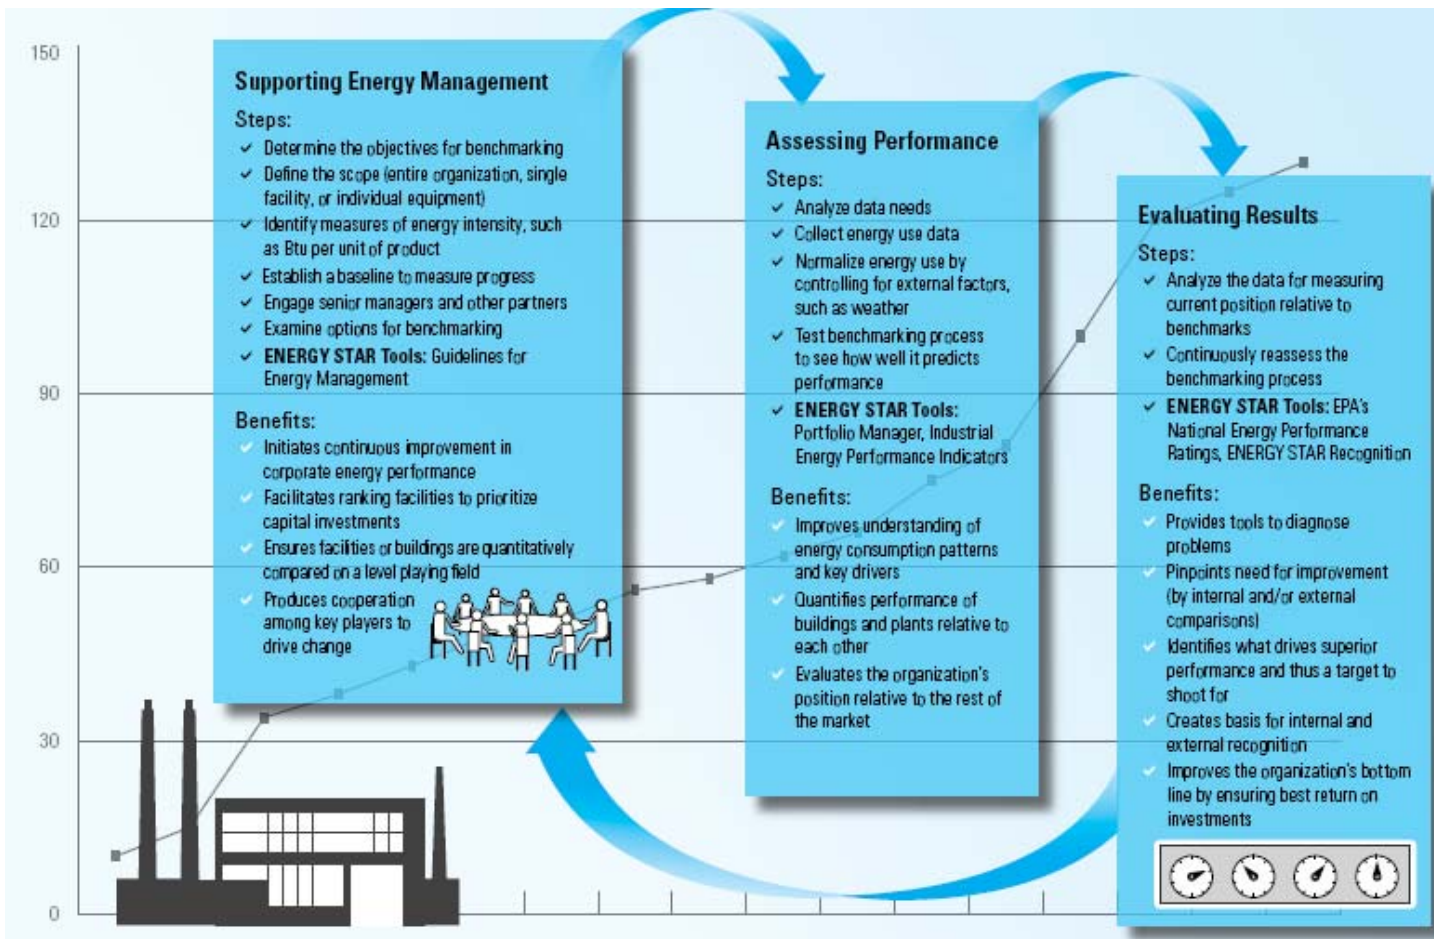 150
120
90
60
30
0
Supporting Energy Management
Steps:
✓ Determine the objectives for benchmarking
✓ Define the scope (entire organization, single
facility, or individual equipment)
✓ Identify measures of energy intensity, such
as Btu per unit of product
✓ Establish a baseline to measure progress
✓ Engage senior managers and other partners
✓ Examine options for benchmarking
✓ ENERGY STAR Tools: Guidelines for
Energy Management
Benefits:
✓ Initiates continuous improvement in
corporate energy performance
✓ Facilitates ranking facilities to prioritize
capital investments
✓ Ensures facilities or buildings are quantitatively
compared on a level playing field
✓ Produces cooperation
among key players to
drive change
Assessing Performance
Steps:
✓ Analyze data needs
✓ Collect energy use data
✓ Normalize energy use by
controlling for external factors,
such as weather
✓ Test benchmarking process
to see how well it predicts
performance
✓ ENERGY STAR Tools:
Portfolio Manager, Industrial
Energy Performance Indicators
Benefits:
✓ Improves understanding of
energy consumption patterns
and key drivers
✓ Quantifies performance of
buildings and plants relative to
each other
✓ Evaluates the organization's
position relative to the rest of
the market
Evaluating Results
Steps:
✓ Analyze the data for measuring
current position relative to
benchmarks
✓ Continuously reassess the
benchmarking process
✓ ENERGY STAR Tools: EPA's
National Energy Performance
Ratings, ENERGY STAR Recognition
Benefits:
✓ Provides tools to diagnose
problems
✓ Pinpoints need for improvement
(by internal and/or external
comparisons)
✓ Identifies what drives superior
performance and thus a target to
shoot for
✓ Creates basis for internal and
external recognition
✓ Improves the organization's bottom
line by ensuring best return on
investments